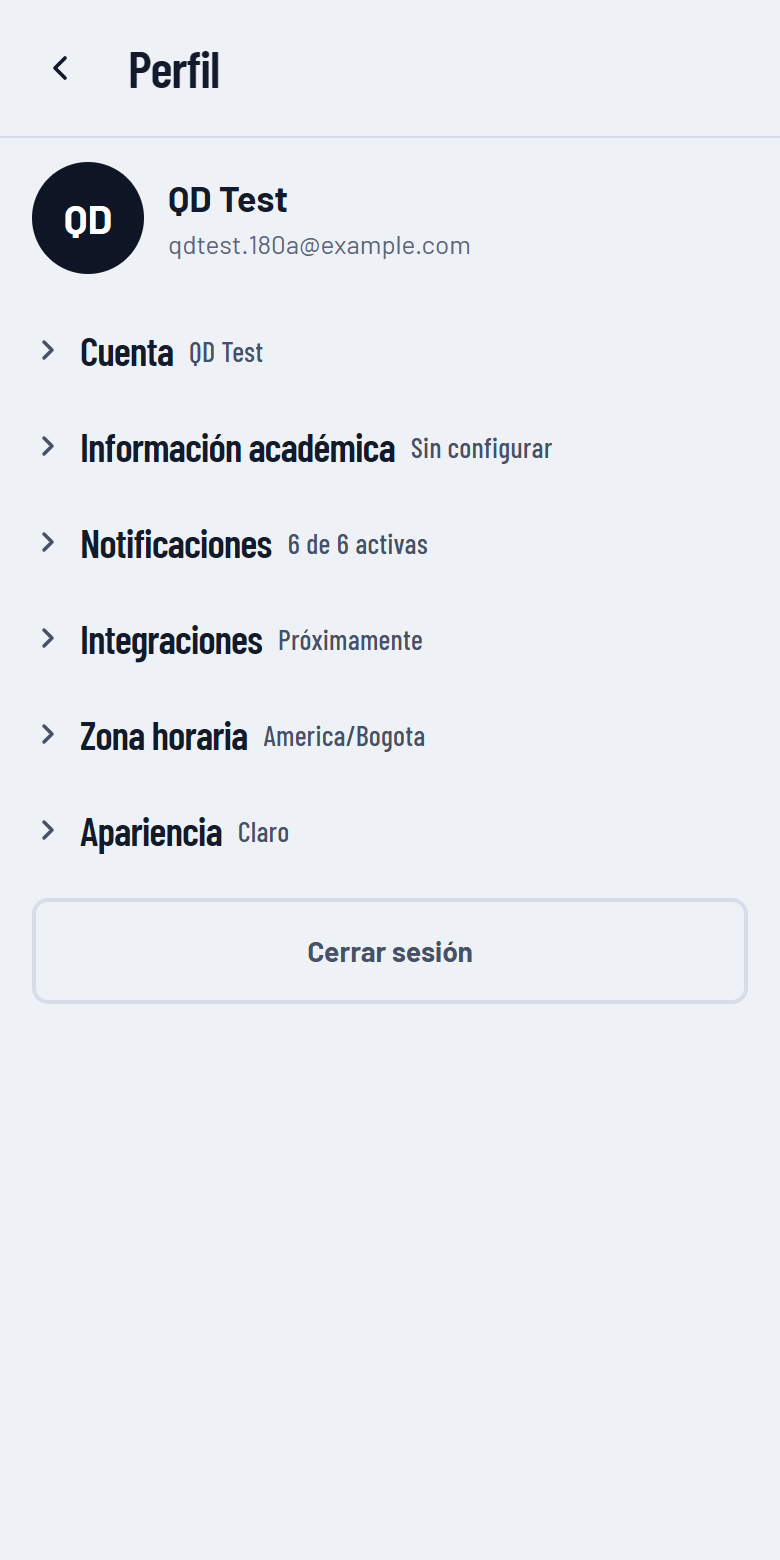 Perfil
QD
QD Test
qdtest.180a@example.com
Cuenta QD Test
Información académica Sin configurar
Notificaciones 6 de 6 activas
Integraciones Próximamente
Zona horaria America/Bogota
Apariencia Claro
Cerrar sesión